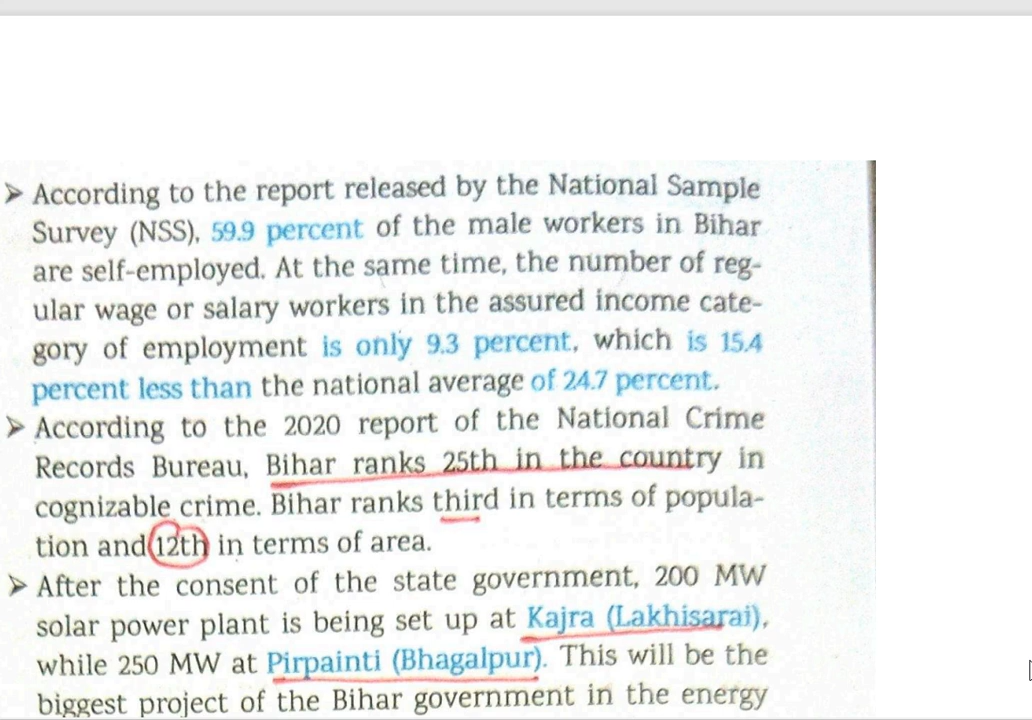 ➤ According to the report released by the National Sample
Survey (NSS), 59.9 percent of the male workers in Bihar
are self-employed. At the same time, the number of reg-
ular wage or salary workers in the assured income cate-
gory of employment is only 9.3 percent, which is 15.4
percent less than the national average of 24.7 percent.
➤ According to the 2020 report of the National Crime
Records Bureau, Bihar ranks 25th in the country in
cognizable crime. Bihar ranks third in terms of popula-
tion and 12th in terms of area.
➤ After the consent of the state government, 200 MW
solar power plant is being set up at Kajra (Lakhisarai),
while 250 MW at Pirpainti (Bhagalpur). This will be the
biggest project of the Bihar government in the energy